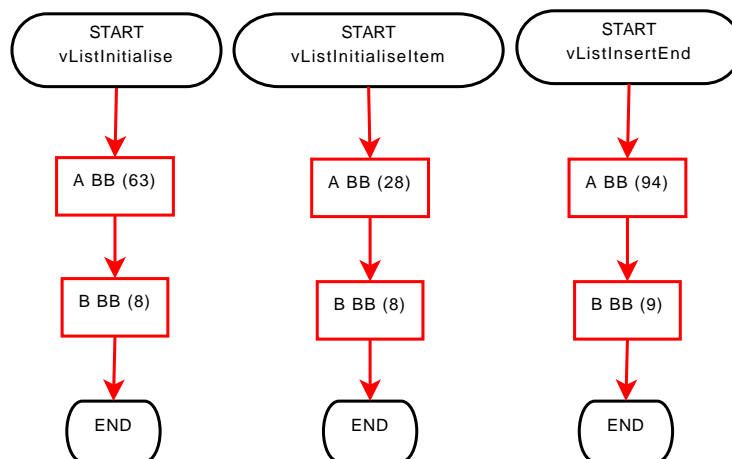 START
vListInitialise
A BB (63)
B BB (8)
END
START
vListInitialiseItem
A BB (28)
B BB (8)
END
START
vListInsertEnd
A BB (94)
B BB (9)
END